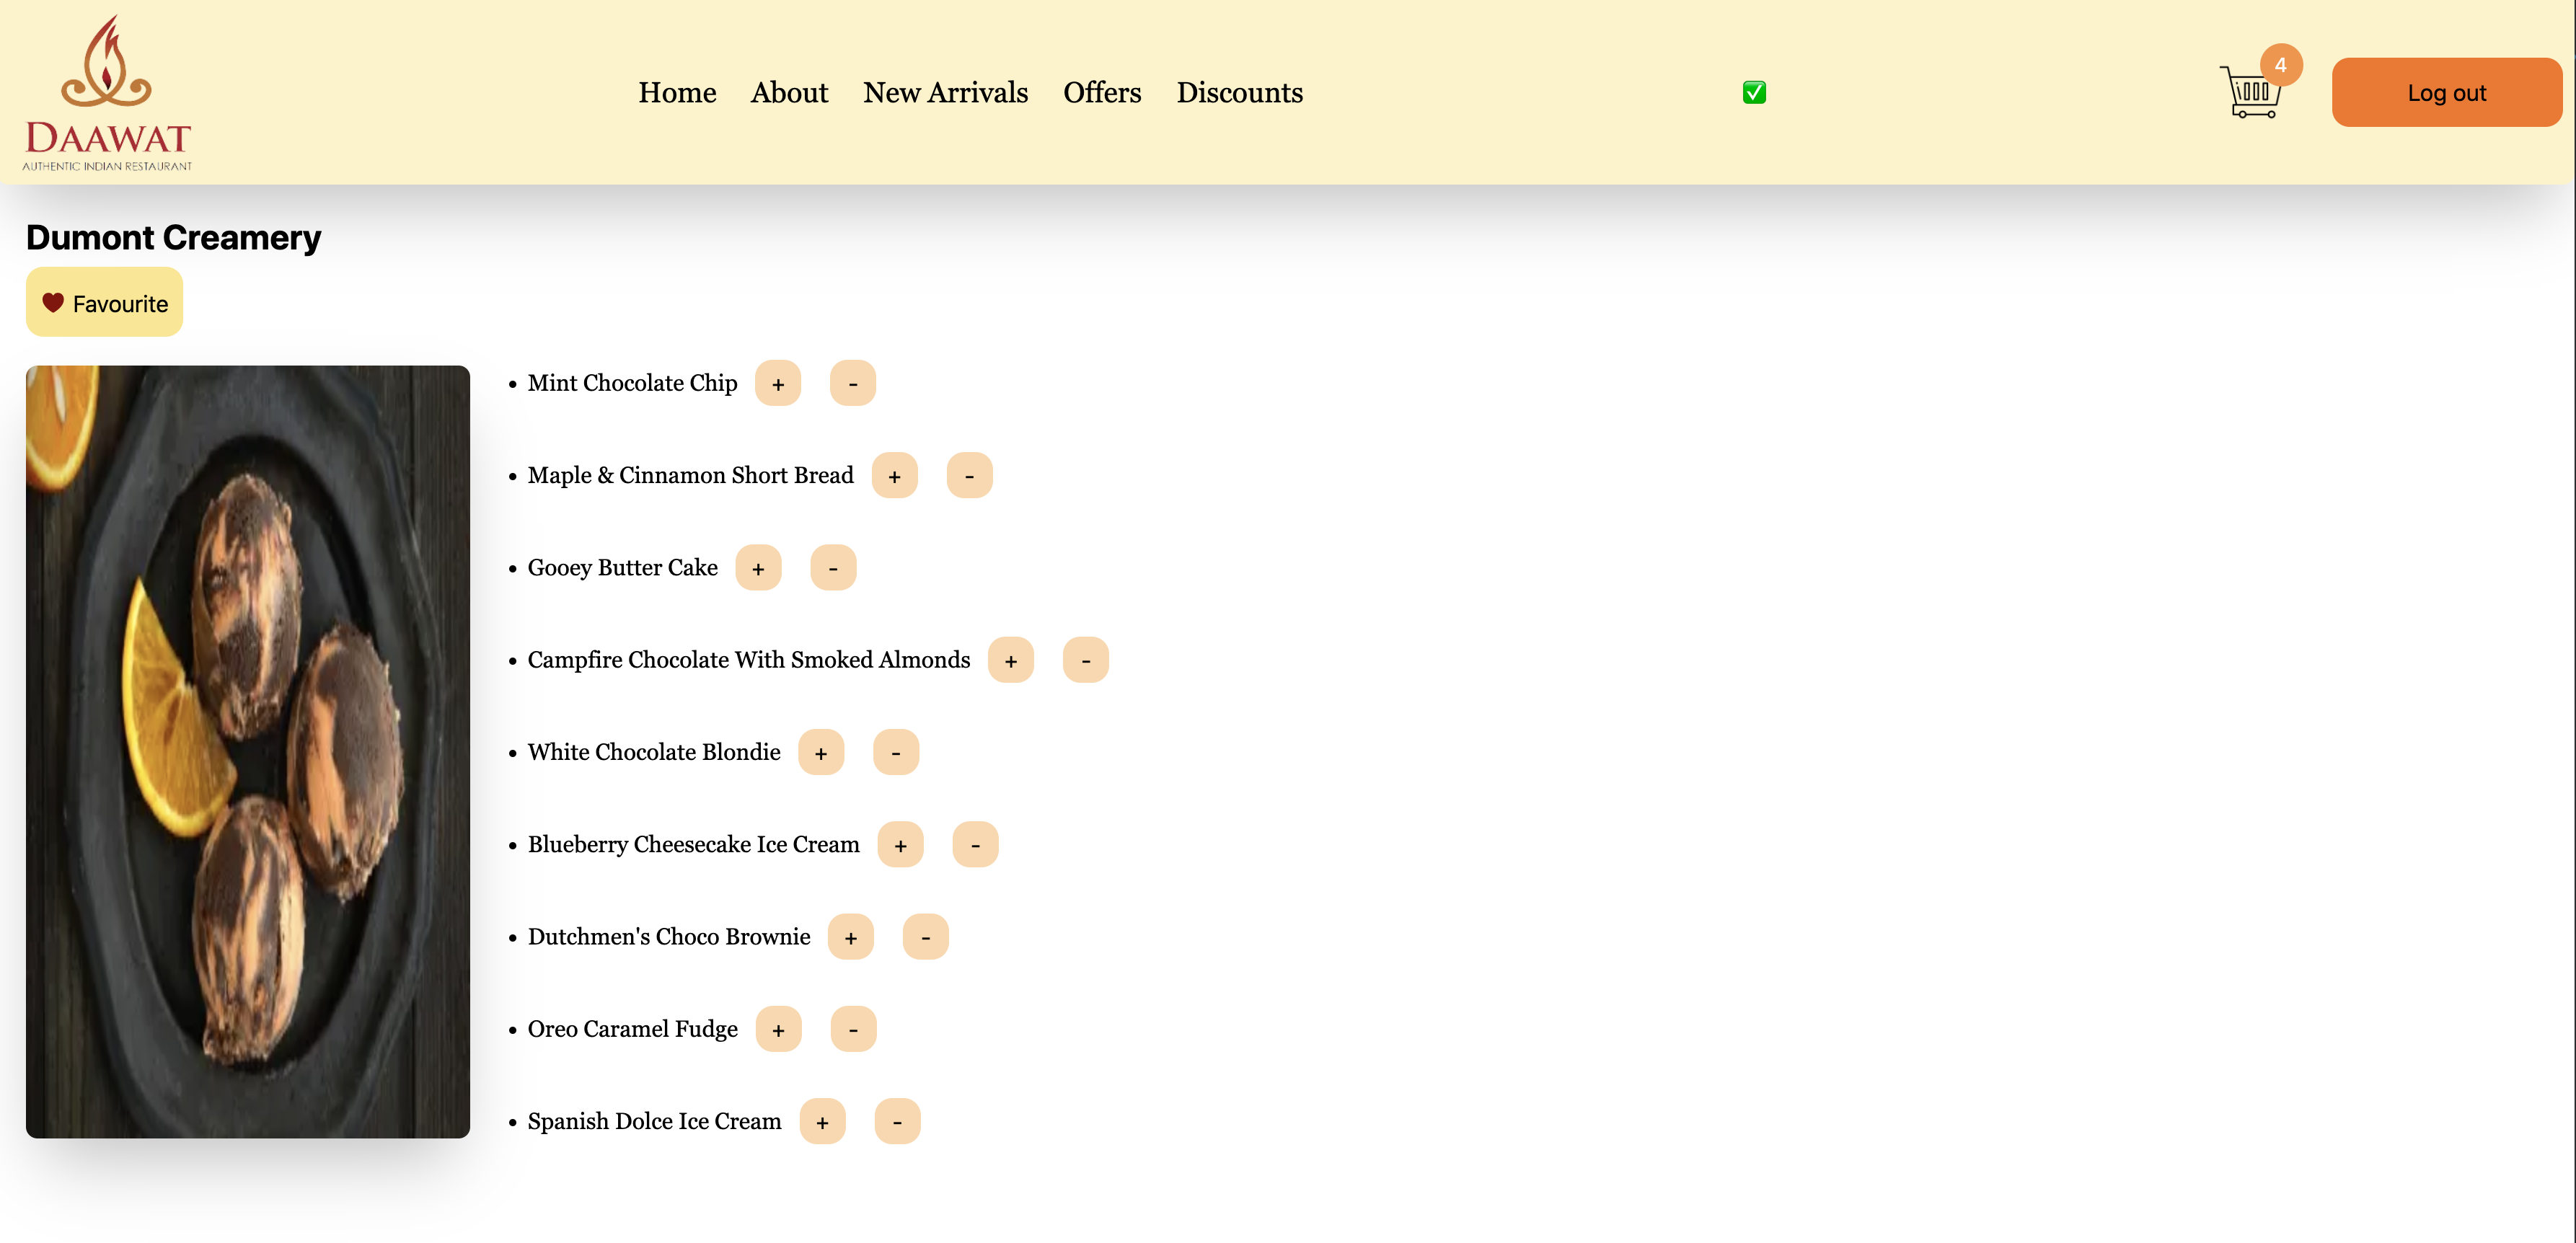 DAAWAT
AUTHENTIC INDIAN RESTAURANT
Home About New Arrivals Offers Discounts
4
Log out
Dumont Creamery
Favourite
• Mint Chocolate Chip + -
• Maple & Cinnamon Short Bread + -
• Gooey Butter Cake + -
• Campfire Chocolate With Smoked Almonds + -
• White Chocolate Blondie + -
• Blueberry Cheesecake Ice Cream + -
• Dutchmen's Choco Brownie + -
• Oreo Caramel Fudge + -
• Spanish Dolce Ice Cream + -